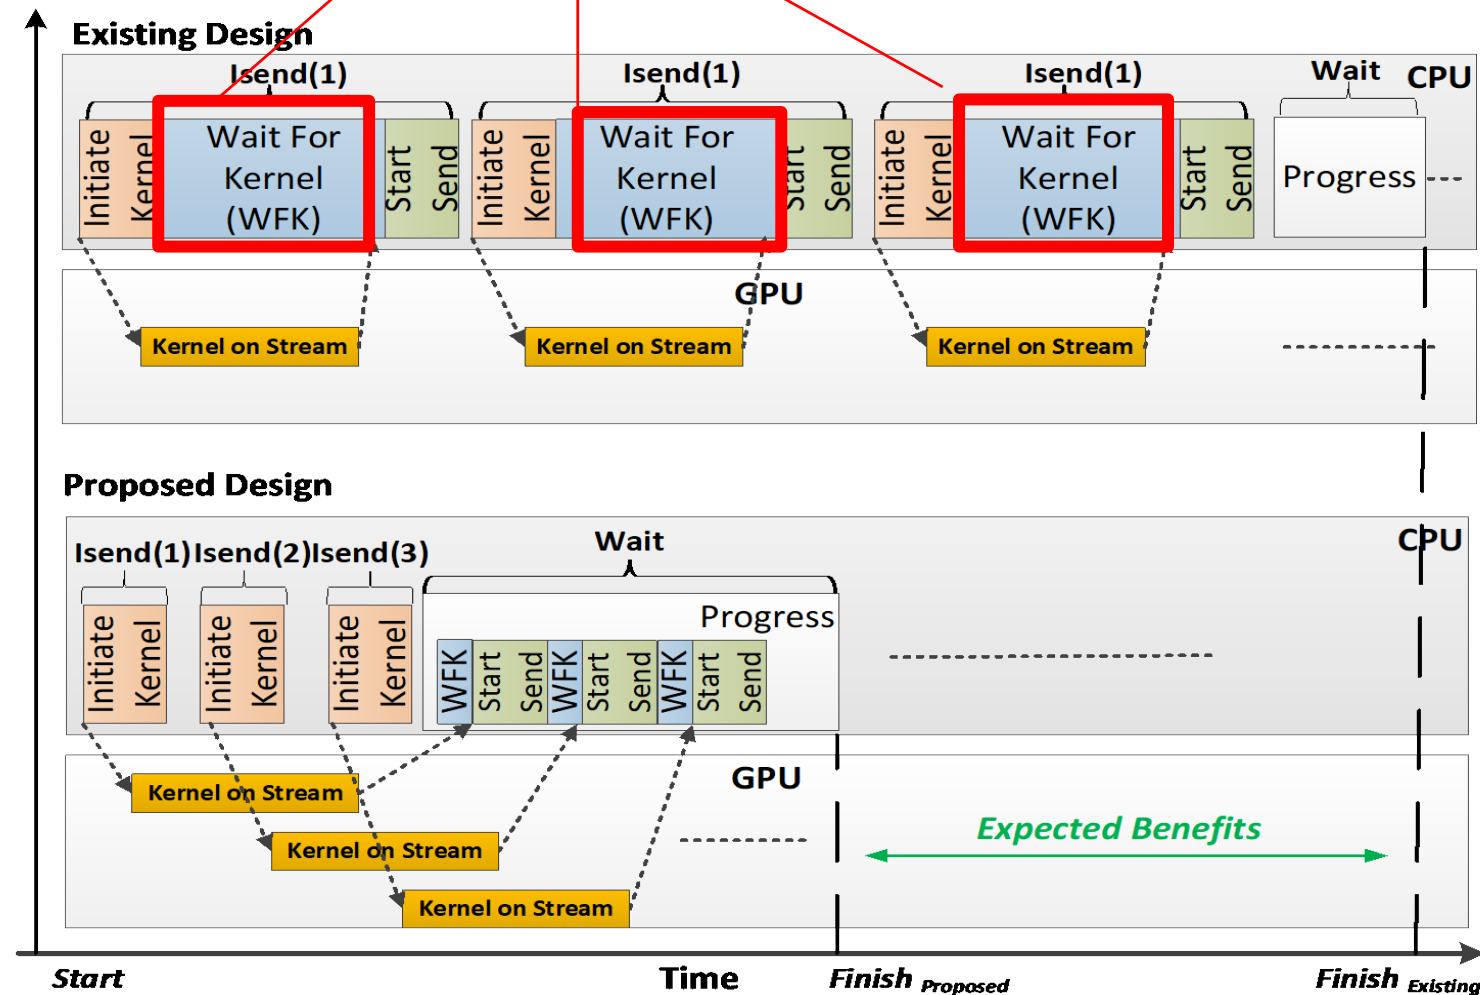 Existing Design
Isend(1)
Isend(1)
Isend(1)
Wait
CPU
Initiate
Kernel
Wait For
Kernel
(WFK)
Start
Send
Initiate
Kernel
Wait For
Kernel
(WFK)
Start
Send
Initiate
Kernel
Wait For
Kernel
(WFK)
Start
Send
Progress
GPU
Kernel on Stream
Kernel on Stream
Kernel on Stream
Proposed Design
Isend(1)
Isend(2)
Isend(3)
Wait
CPU
Initiate
Kernel
Initiate
Kernel
Initiate
Kernel
Progress
WFK
Start
Send
WFK
Start
Send
WFK
Start
Send
GPU
Kernel on Stream
Kernel on Stream
Kernel on Stream
Expected Benefits
Start
Time
Finish Proposed
Finish Existing